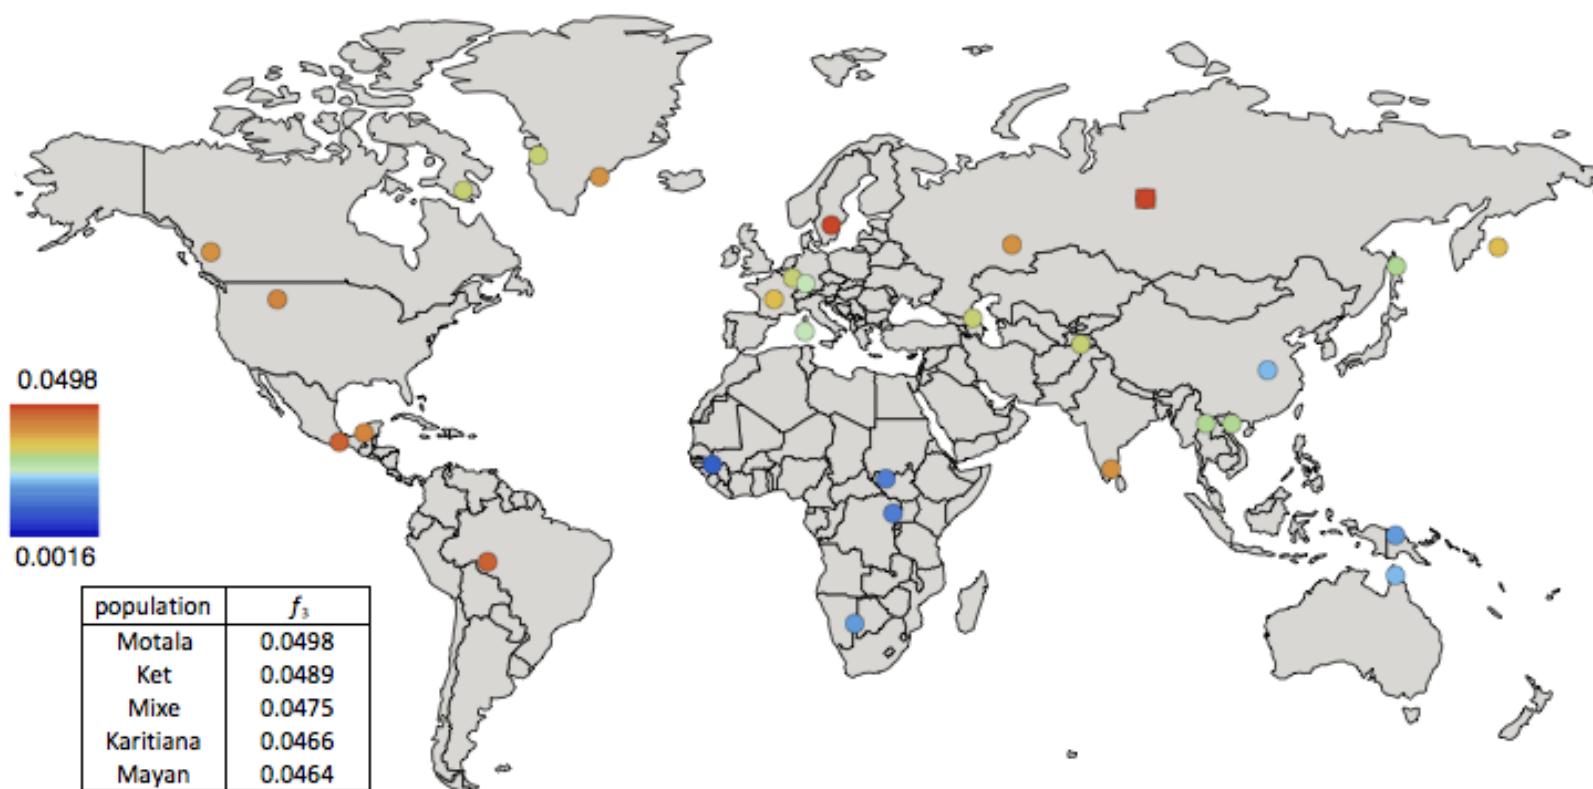 0.0498
0.0016
population f₃
Motala 0.0498
Ket 0.0489
Mixe 0.0475
Karitiana 0.0466
Mayan 0.0464